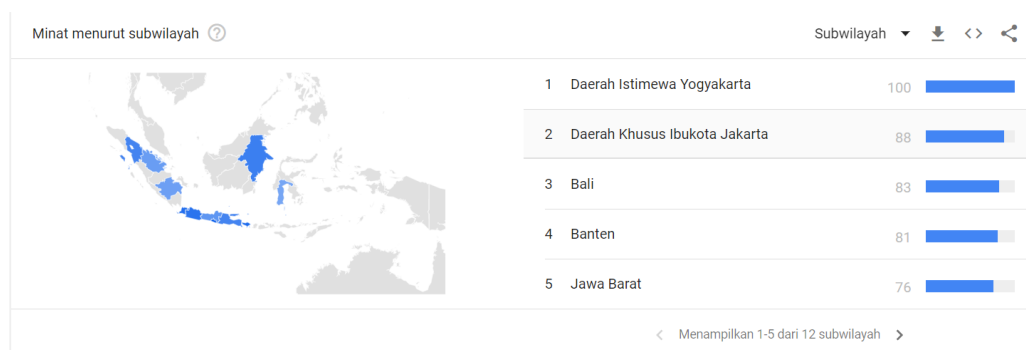 Minat menurut subwilayah ?
Subwilayah
1 Daerah Istimewa Yogyakarta 100
2 Daerah Khusus Ibukota Jakarta 88
3 Bali 83
4 Banten 81
5 Jawa Barat 76
Menampilkan 1-5 dari 12 subwilayah